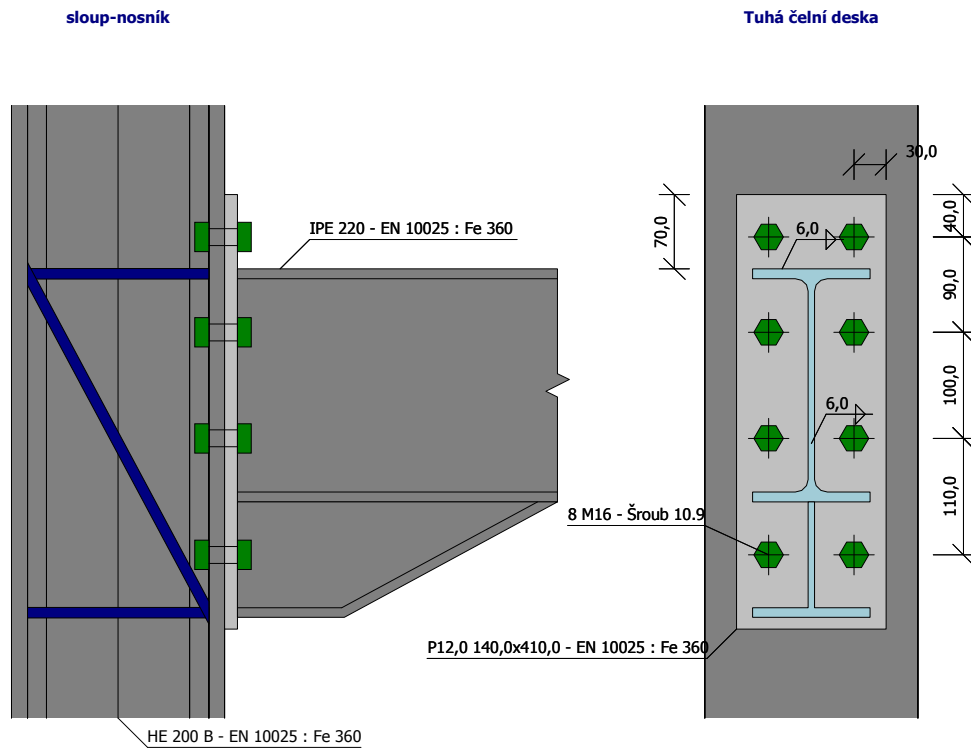 sloup-nosník
Tuhá čelní deska
30,0
40,0
70,0
IPE 220 - EN 10025 : Fe 360
6,0
90,0
100,0
6,0
110,0
8 M16 - Šroub 10.9
P12,0 140,0x410,0 - EN 10025 : Fe 360
HE 200 B - EN 10025 : Fe 360